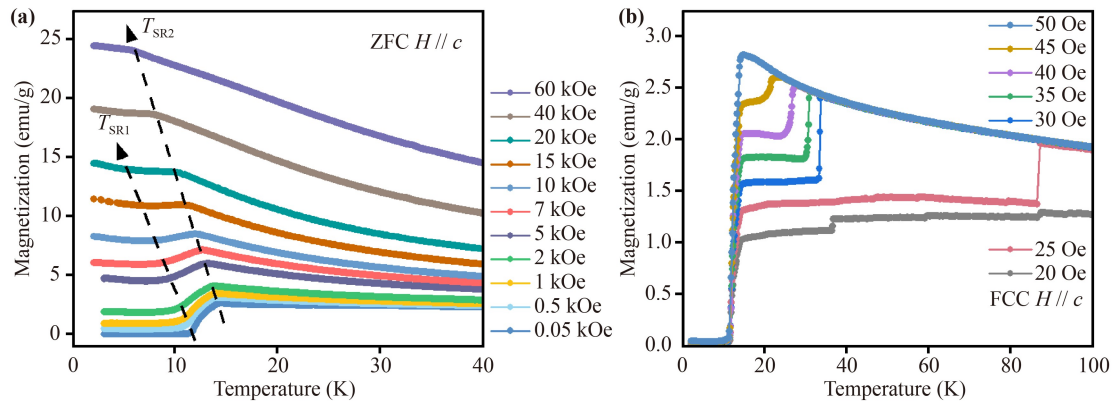 (a)
T_SR2
ZFC H // c
T_SR1
Magnetization (emu/g)
25
20
15
10
5
0
0
10
20
30
40
Temperature (K)
60 kOe
40 kOe
20 kOe
15 kOe
10 kOe
7 kOe
5 kOe
2 kOe
1 kOe
0.5 kOe
0.05 kOe
(b)
Magnetization (emu/g)
3.0
2.5
2.0
1.5
1.0
0.5
0.0
0
20
40
60
80
100
Temperature (K)
50 Oe
45 Oe
40 Oe
35 Oe
30 Oe
25 Oe
20 Oe
FCC H // c